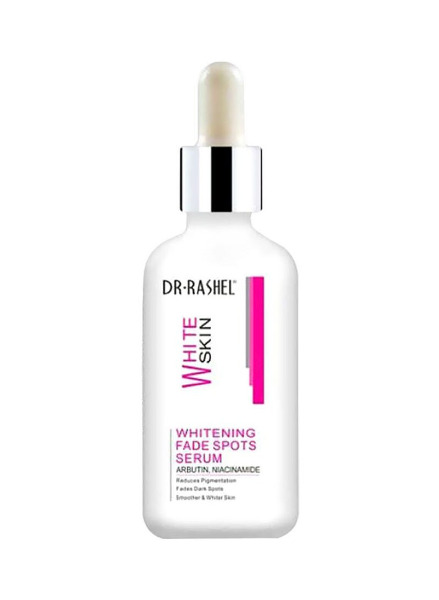 DR·RASHEL®
WHITE
SKIN
WHITENING
FADE SPOTS
SERUM
ARBUTIN, NIACINAMIDE
Reduces Pigmentation
Fades Dark Spots
Smoother & Whiter Skin